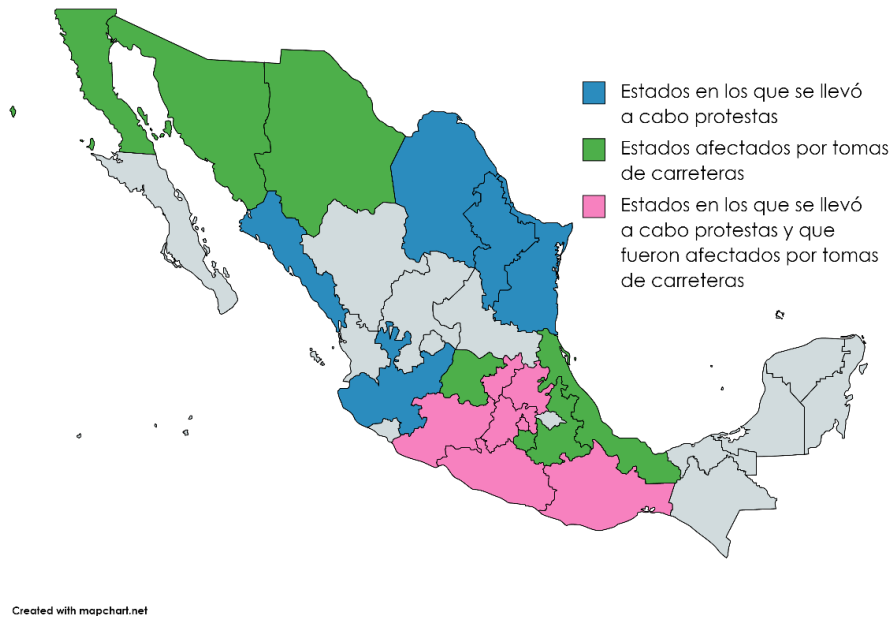 Estados en los que se llevó
a cabo protestas
Estados afectados por tomas
de carreteras
Estados en los que se llevó
a cabo protestas y que
fueron afectados por tomas
de carreteras
Created with mapchart.net